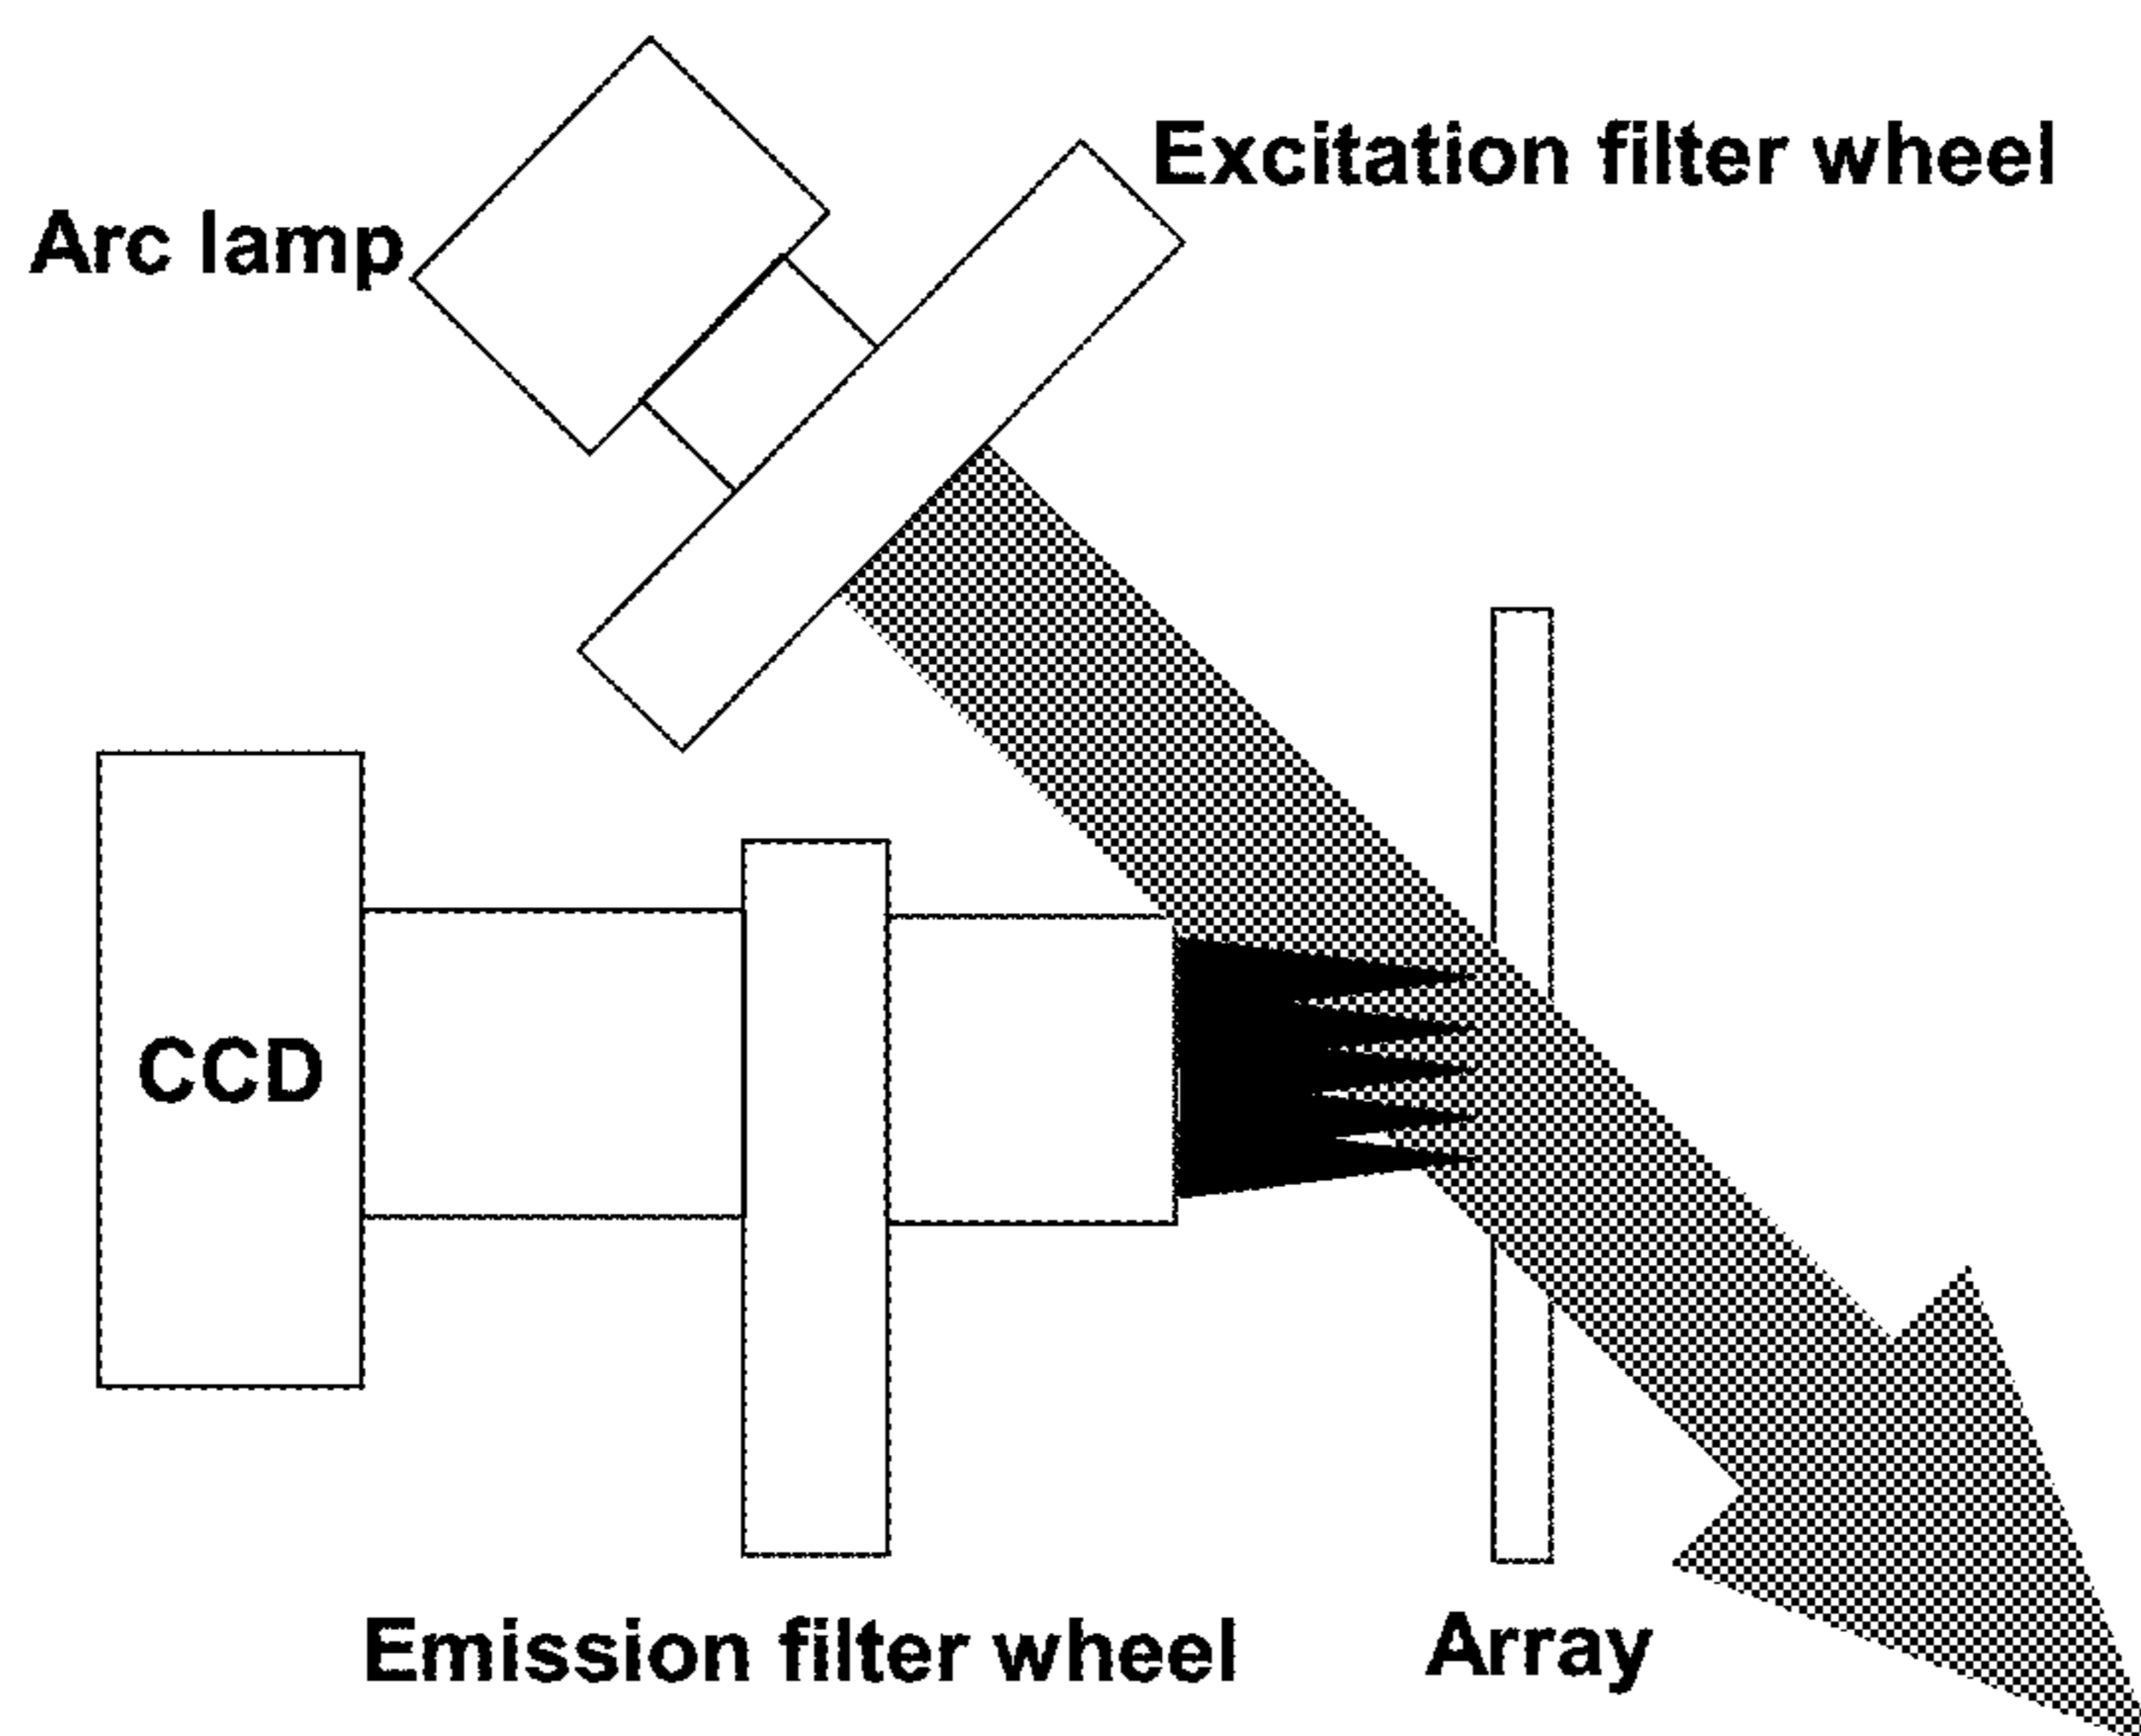 Excitation filter wheel
Arc lamp
CCD
Emission filter wheel
Array